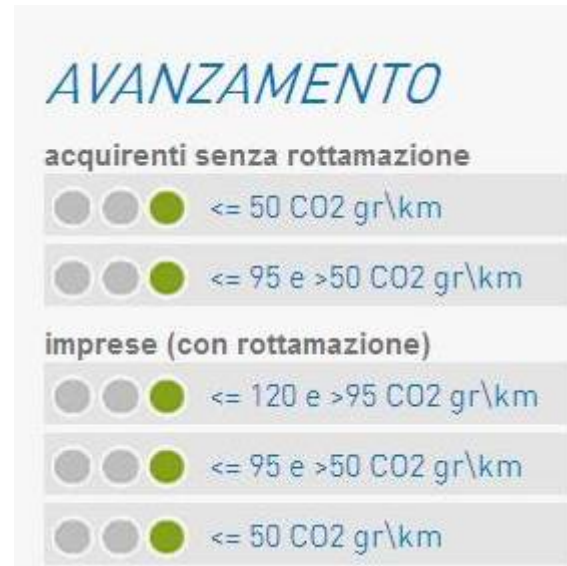 AVANZAMENTO
acquirenti senza rottamazione
<= 50 CO2 gr\km
<= 95 e >50 CO2 gr\km
imprese (con rottamazione)
<= 120 e >95 CO2 gr\km
<= 95 e >50 CO2 gr\km
<= 50 CO2 gr\km